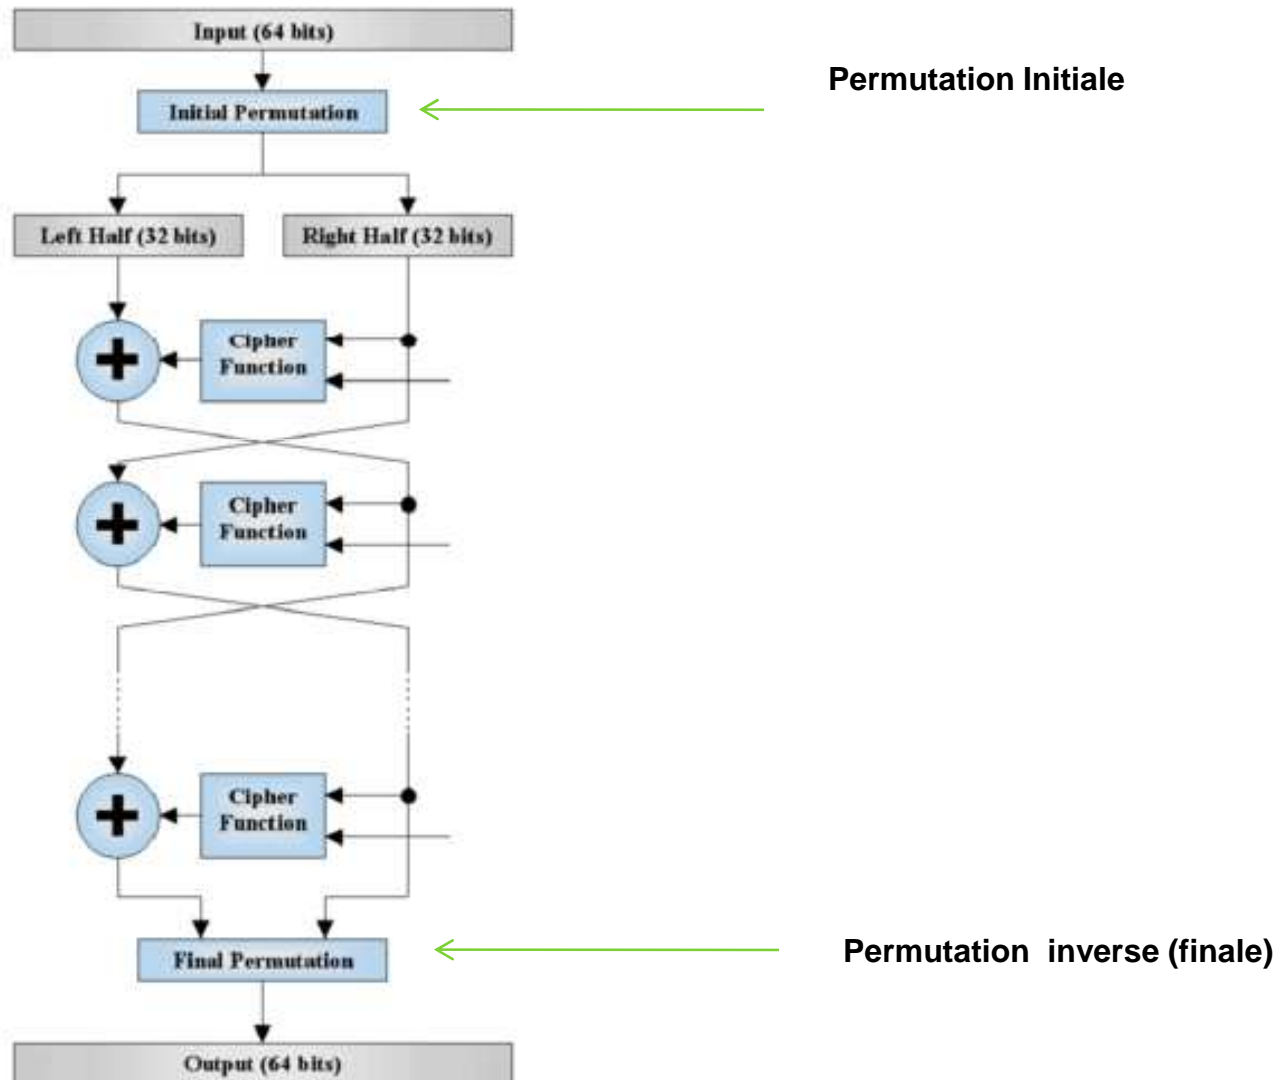 Input (64 bits)
Permutation Initiale
Initial Permutation
Left Half (32 bits)
Right Half (32 bits)
Cipher
Function
Cipher
Function
Cipher
Function
Final Permutation
Permutation inverse (finale)
Output (64 bits)